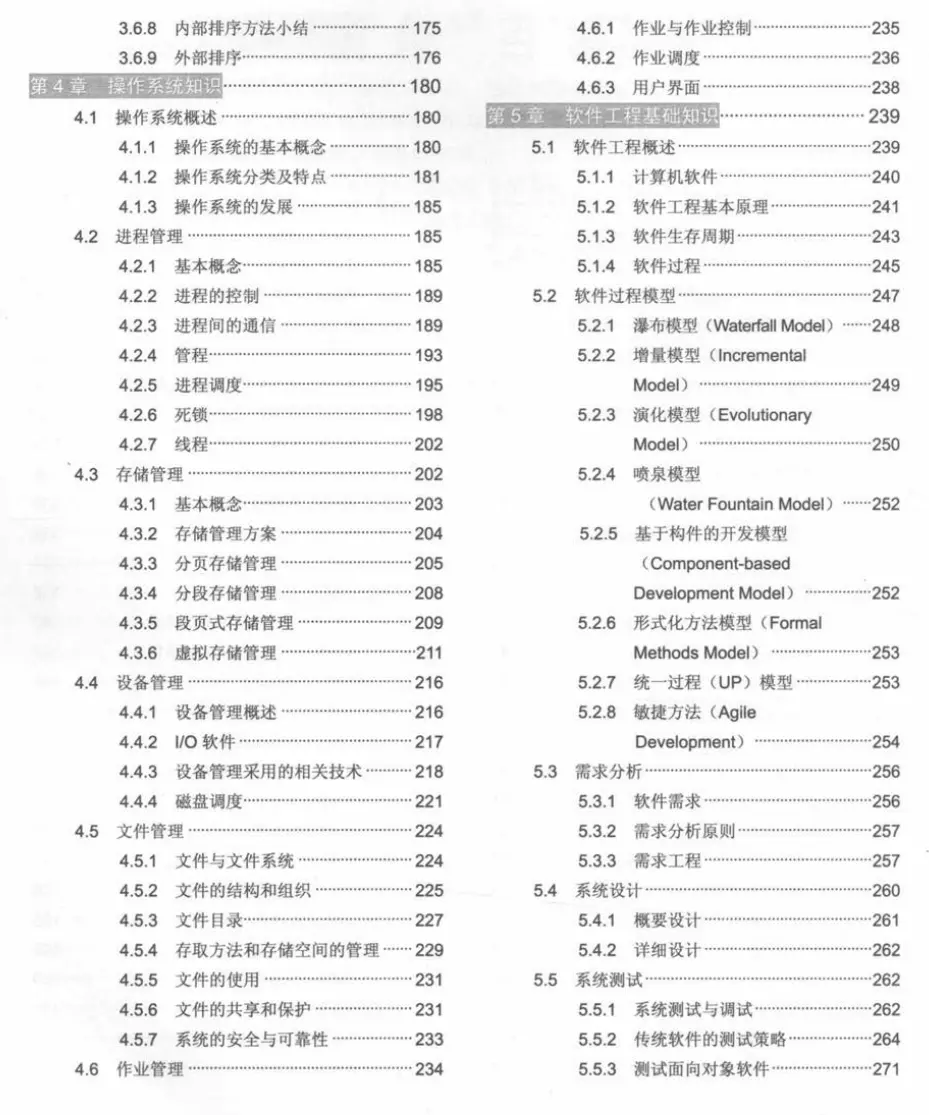 3.6.8 内部排序方法小结 175
3.6.9 外部排序 176
第 4 章 操作系统知识 180
4.1 操作系统概述 180
4.1.1 操作系统的基本概念 180
4.1.2 操作系统分类及特点 181
4.1.3 操作系统的发展 185
4.2 进程管理 185
4.2.1 基本概念 185
4.2.2 进程的控制 189
4.2.3 进程间的通信 189
4.2.4 管程 193
4.2.5 进程调度 195
4.2.6 死锁 198
4.2.7 线程 202
4.3 存储管理 202
4.3.1 基本概念 203
4.3.2 存储管理方案 204
4.3.3 分页存储管理 205
4.3.4 分段存储管理 208
4.3.5 段页式存储管理 209
4.3.6 虚拟存储管理 211
4.4 设备管理 216
4.4.1 设备管理概述 216
4.4.2 I/O 软件 217
4.4.3 设备管理采用的相关技术 218
4.4.4 磁盘调度 221
4.5 文件管理 224
4.5.1 文件与文件系统 224
4.5.2 文件的结构和组织 225
4.5.3 文件目录 227
4.5.4 存取方法和存储空间的管理 229
4.5.5 文件的使用 231
4.5.6 文件的共享和保护 231
4.5.7 系统的安全与可靠性 233
4.6 作业管理 234
4.6.1 作业与作业控制 235
4.6.2 作业调度 236
4.6.3 用户界面 238
第 5 章 软件工程基础知识 239
5.1 软件工程概述 239
5.1.1 计算机软件 240
5.1.2 软件工程基本原理 241
5.1.3 软件生存周期 243
5.1.4 软件过程 245
5.2 软件过程模型 247
5.2.1 瀑布模型（Waterfall Model） 248
5.2.2 增量模型（Incremental
Model） 249
5.2.3 演化模型（Evolutionary
Model） 250
5.2.4 喷泉模型
（Water Fountain Model） 252
5.2.5 基于构件的开发模型
（Component-based
Development Model） 252
5.2.6 形式化方法模型（Formal
Methods Model） 253
5.2.7 统一过程（UP）模型 253
5.2.8 敏捷方法（Agile
Development） 254
5.3 需求分析 256
5.3.1 软件需求 256
5.3.2 需求分析原则 257
5.3.3 需求工程 257
5.4 系统设计 260
5.4.1 概要设计 261
5.4.2 详细设计 262
5.5 系统测试 262
5.5.1 系统测试与调试 262
5.5.2 传统软件的测试策略 264
5.5.3 测试面向对象软件 271